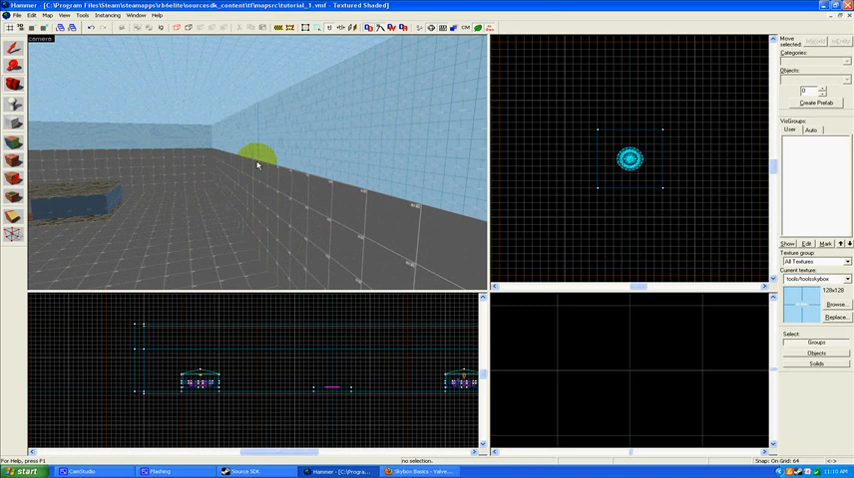 Hammer - [C:\Program Files\Steam\steamapps\rb6elite\sourcesdk_content\tf\mapsrc\tutorial_1.vmf - Textured Shaded]
File Edit Map View Tools Instancing Window Help
camera
Move
selected:
Categories:
Objects:
0
Create Prefab
VisGroups:
User Auto
Show Edit Mark
Texture group:
All Textures
Current texture:
tools/toolsskybox
128x128
Browse...
Replace...
Select:
Groups
Objects
Solids
For Help, press F1
no selection.
Snap: On Grid: 64
<->
start
CamStudio
Flashing
Source SDK
Hammer - [C:\Progra...
Skybox Basics - Valve...
11:10 AM